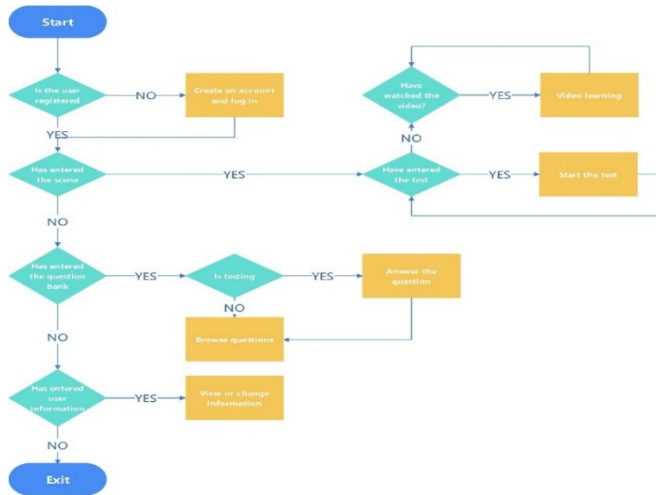 Start
Is the user
registered
NO
Create an account
and log in
Have
watched the
video?
YES
Video learning
YES
NO
Has entered
the scene
YES
Have entered
the test
YES
Start the test
NO
Has entered
the question
bank
YES
Is testing
YES
Answer the
question
NO
NO
Browse questions
Has entered
user
information
YES
View or change
information
NO
Exit